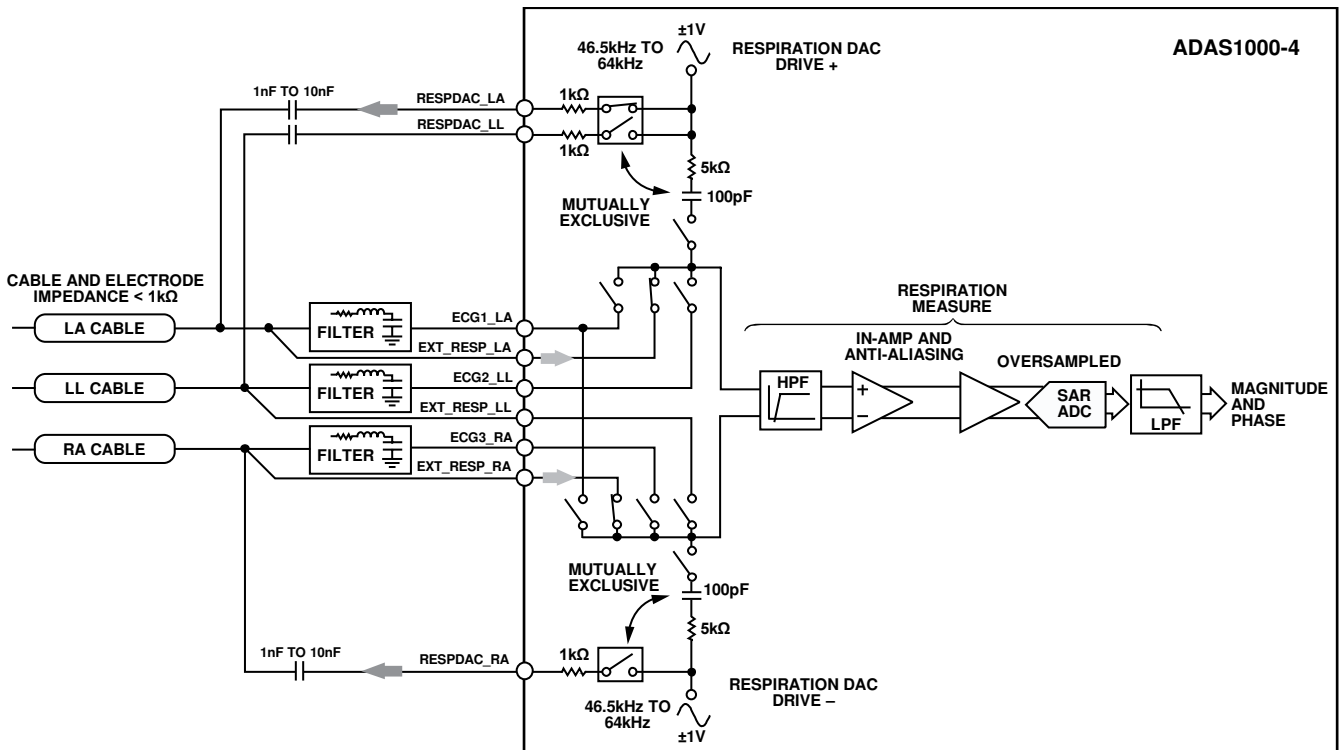 ADAS1000-4
±1V
46.5kHz TO
64kHz
RESPIRATION DAC
DRIVE +
1nF TO 10nF
RESPDAC_LA
1kΩ
RESPDAC_LL
1kΩ
5kΩ
100pF
MUTUALLY
EXCLUSIVE
CABLE AND ELECTRODE
IMPEDANCE < 1kΩ
LA CABLE
FILTER
ECG1_LA
EXT_RESP_LA
LL CABLE
FILTER
ECG2_LL
EXT_RESP_LL
RA CABLE
FILTER
ECG3_RA
EXT_RESP_RA
RESPIRATION
MEASURE
IN-AMP AND
ANTI-ALIASING
OVERSAMPLED
HPF
+
−
SAR
ADC
LPF
MAGNITUDE
AND
PHASE
MUTUALLY
EXCLUSIVE
100pF
5kΩ
1nF TO 10nF
RESPDAC_RA
1kΩ
46.5kHz TO
64kHz
RESPIRATION DAC
DRIVE –
±1V